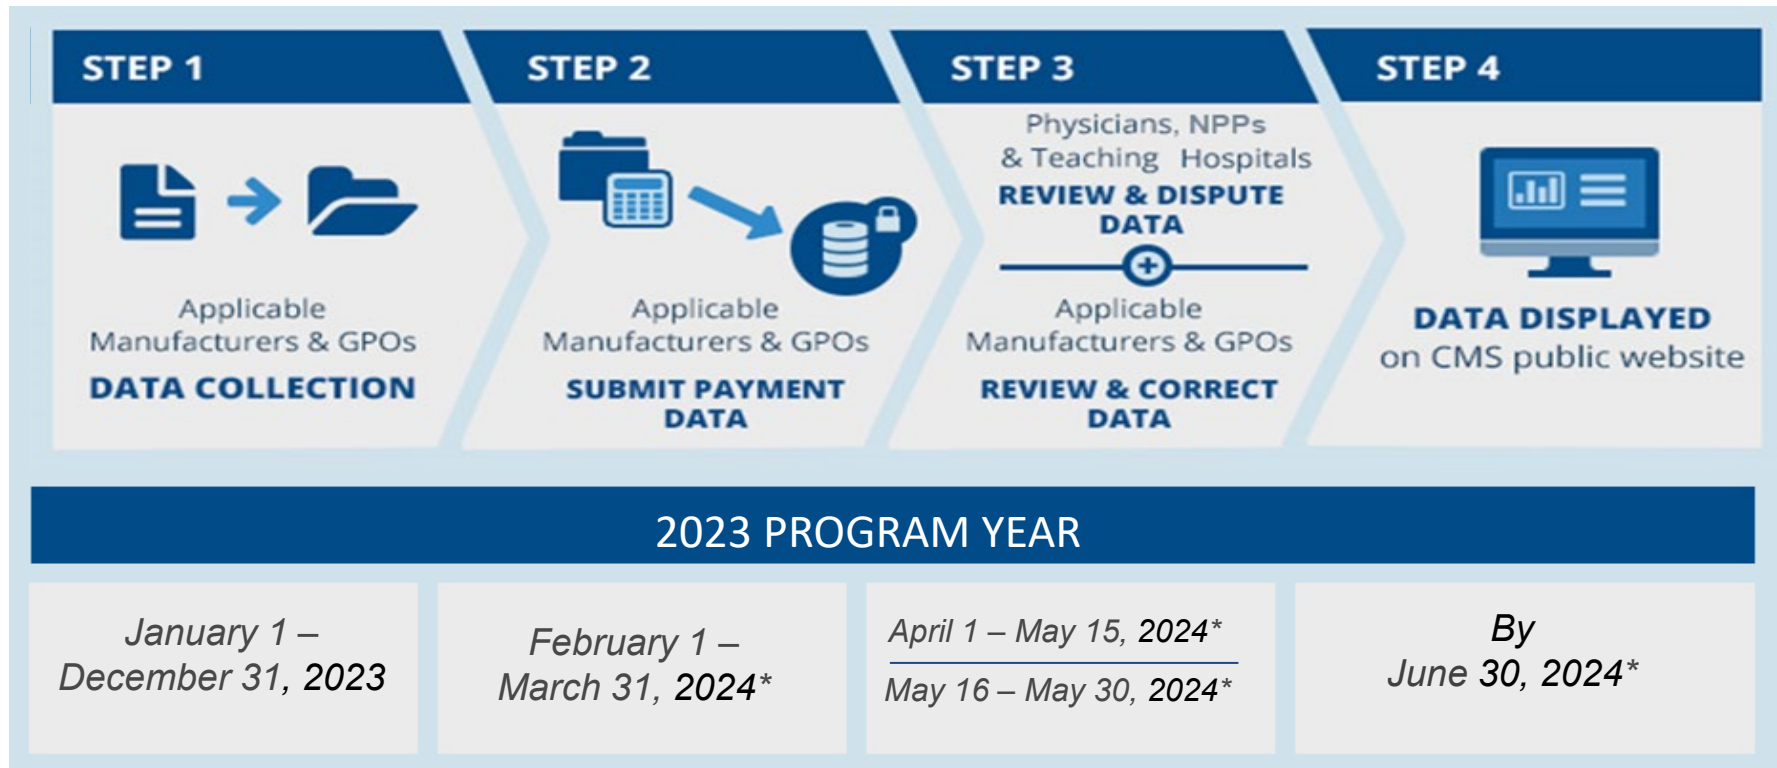 STEP 1
Applicable
Manufacturers & GPOs
DATA COLLECTION
STEP 2
Applicable
Manufacturers & GPOs
SUBMIT PAYMENT
DATA
STEP 3
Physicians, NPPs
& Teaching Hospitals
REVIEW & DISPUTE
DATA
Applicable
Manufacturers & GPOs
REVIEW & CORRECT
DATA
STEP 4
DATA DISPLAYED
on CMS public website
2023 PROGRAM YEAR
January 1 –
December 31, 2023
February 1 –
March 31, 2024*
April 1 – May 15, 2024*
May 16 – May 30, 2024*
By
June 30, 2024*